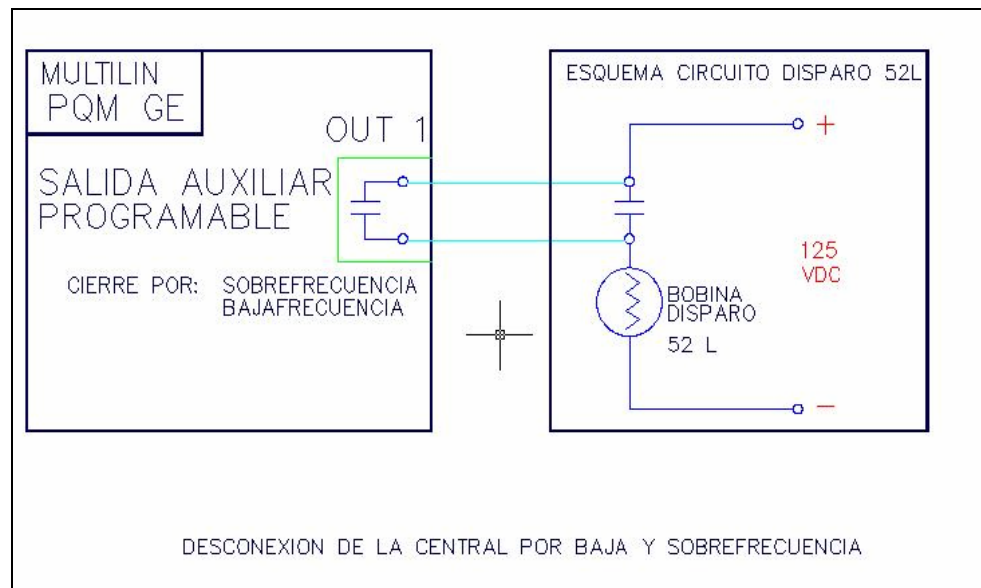 MULTILIN
PQM GE
OUT 1
SALIDA AUXILIAR
PROGRAMABLE
CIERRE POR: SOBREFRECUENCIA
BAJAFRECUENCIA
ESQUEMA CIRCUITO DISPARO 52L
+
125
VDC
BOBINA
DISPARO
52 L
−
DESCONEXION DE LA CENTRAL POR BAJA Y SOBREFRECUENCIA